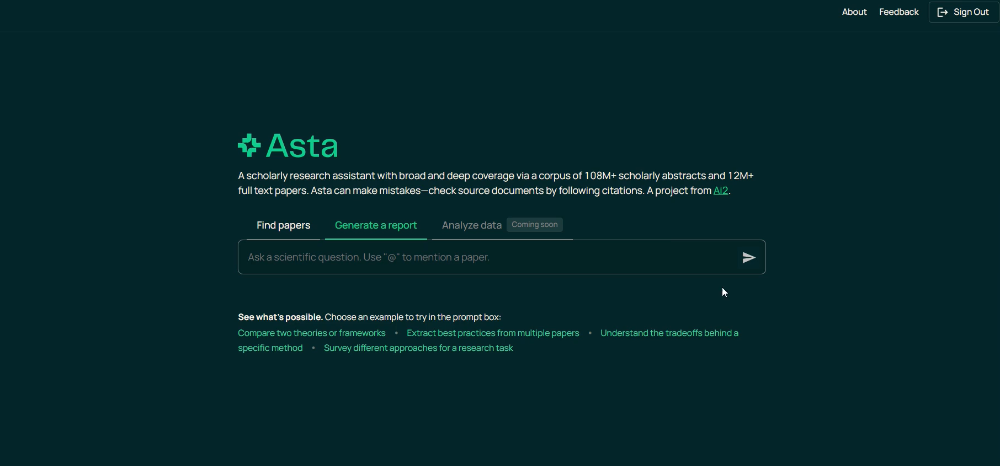 About Feedback Sign Out
Asta
A scholarly research assistant with broad and deep coverage via a corpus of 108M+ scholarly abstracts and 12M+
full text papers. Asta can make mistakes—check source documents by following citations. A project from Ai2.
Find papers Generate a report Analyze data Coming soon
Ask a scientific question. Use "@" to mention a paper.
See what's possible. Choose an example to try in the prompt box:
Compare two theories or frameworks • Extract best practices from multiple papers • Understand the tradeoffs behind a
specific method • Survey different approaches for a research task